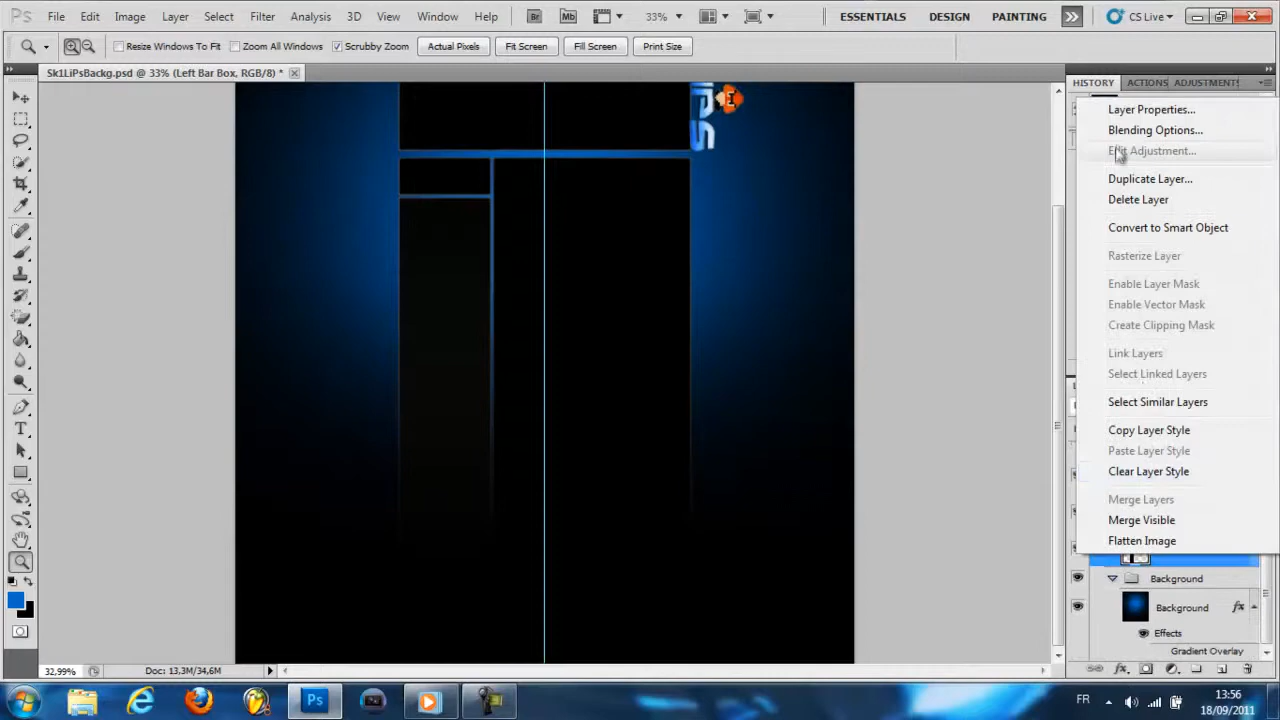 Ps File Edit Image Layer Select Filter Analysis 3D View Window Help Br Mb 33% ESSENTIALS DESIGN PAINTING CS Live
Resize Windows To Fit Zoom All Windows Scrubby Zoom Actual Pixels Fit Screen Fill Screen Print Size
Sk1LiPsBackg.psd @ 33% (Left Bar Box, RGB/8) *
HISTORY ACTIONS ADJUSTMENTS
Layer Properties...
Blending Options...
Edit Adjustment...
Duplicate Layer...
Delete Layer
Convert to Smart Object
Rasterize Layer
Enable Layer Mask
Enable Vector Mask
Create Clipping Mask
Link Layers
Select Linked Layers
Select Similar Layers
Copy Layer Style
Paste Layer Style
Clear Layer Style
Merge Layers
Merge Visible
Flatten Image
Background
Background fx
Effects
Gradient Overlay
32,99% Doc: 13,3M/34,6M
Ps FR 13:56
18/09/2011